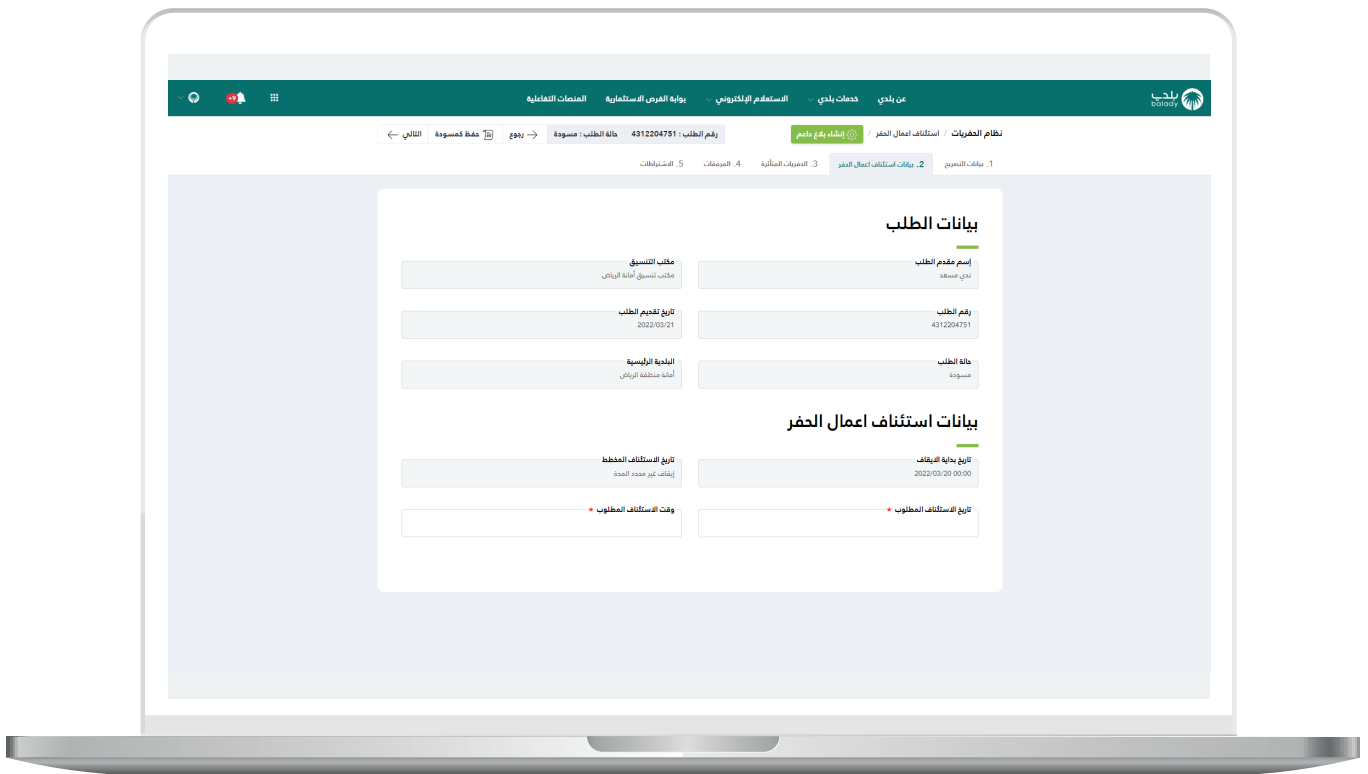 بلدي
balady
عن بلدي خدمات بلدي الاستعلام الإلكتروني بوابة الفرص الاستثمارية المنصات التفاعلية
+9
نظام الحفريات / استئناف اعمال الحفر / إنشاء بلاغ داعم
رقم الطلب : 4312204751 حالة الطلب : مسودة رجوع حفظ كمسودة التالي
1. بيانات التصريح 2. بيانات استئناف اعمال الحفر 3. الحفريات المتأثرة 4. المرفقات 5. الاشتراطات
بيانات الطلب
إسم مقدم الطلب مكتب التنسيق
ندي مسعد مكتب تنسيق أمانة الرياض
رقم الطلب تاريخ تقديم الطلب
4312204751 2022/03/21
حالة الطلب البلدية الرئيسية
مسودة أمانة منطقة الرياض
بيانات استئناف اعمال الحفر
تاريخ بداية الايقاف تاريخ الاستئناف المخطط
2022/03/20 00:00 إيقاف غير محدد المدة
تاريخ الاستئناف المطلوب * وقت الاستئناف المطلوب *